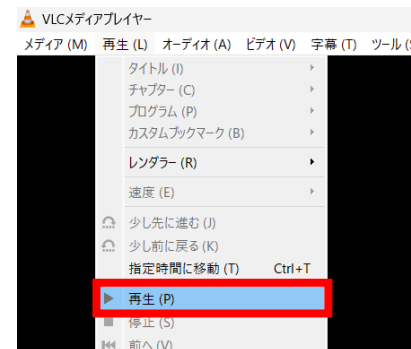 VLCメディアプレイヤー
メディア (M) 再生 (L) オーディオ (A) ビデオ (V) 字幕 (T) ツール (
タイトル (I)
チャプター (C)
プログラム (P)
カスタムブックマーク (B)
レンダラー (R)
速度 (E)
少し先に進む (J)
少し前に戻る (K)
指定時間に移動 (T) Ctrl+T
再生 (P)
停止 (S)
前へ (V)